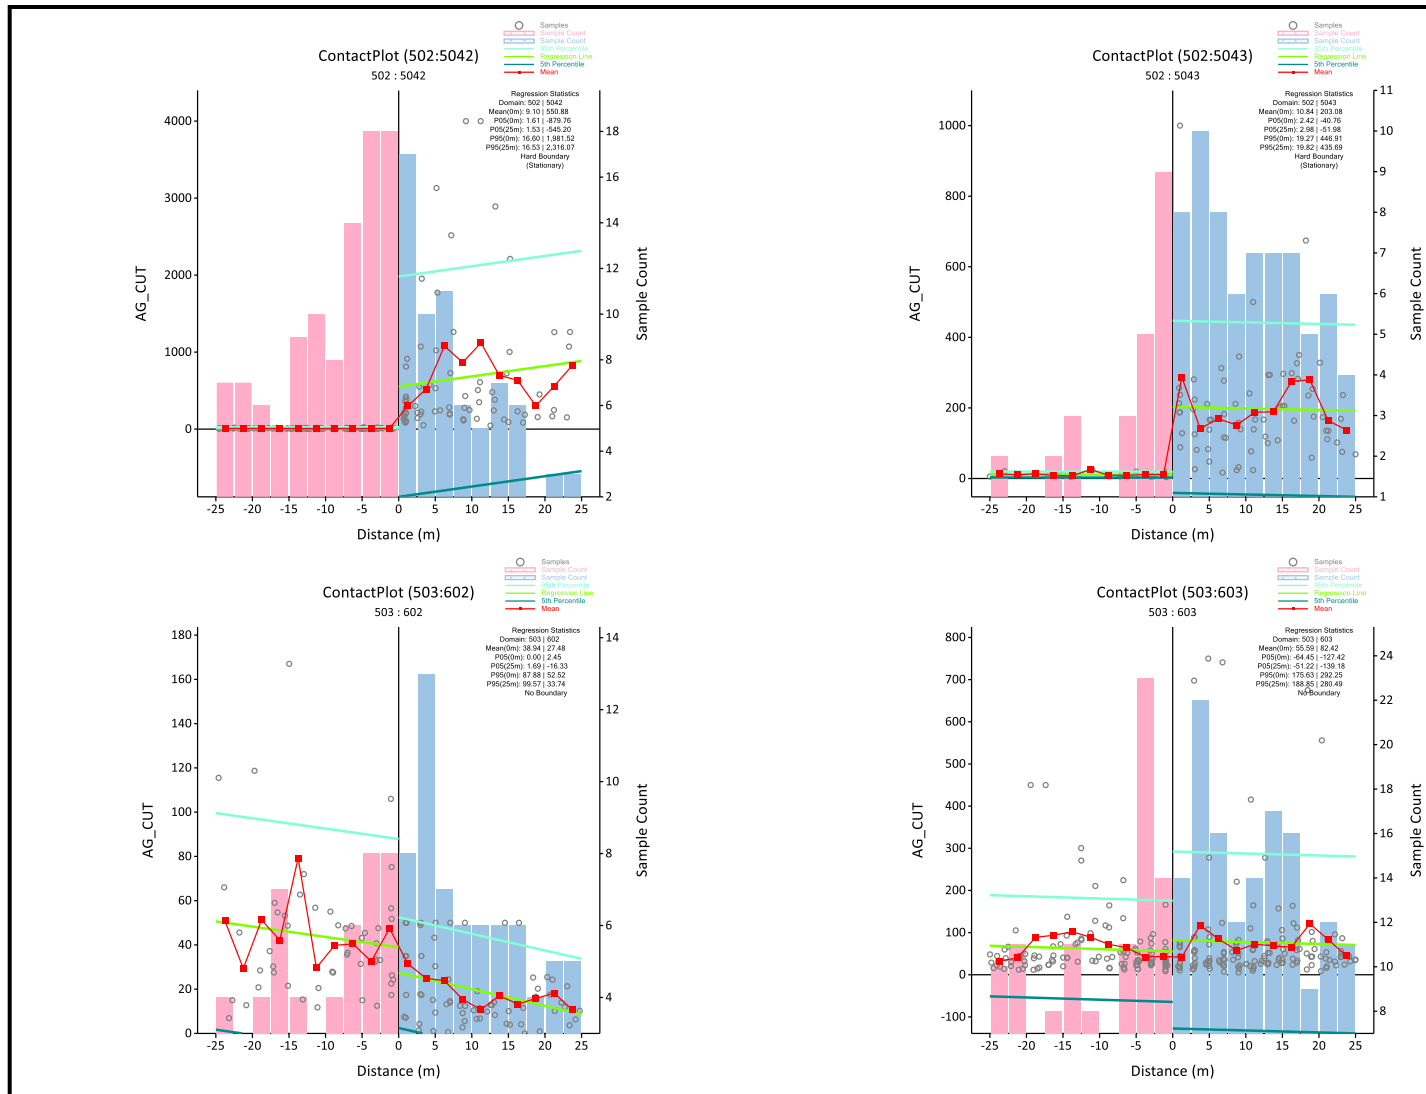 Samples
Sample Count
Sample Count
95th Percentile
Regression Line
5th Percentile
Mean
ContactPlot (502:5042)
502 : 5042
Regression Statistics
Domain: 502 | 5042
Mean(0m): 9.10 | 550.88
P05(0m): 1.61 | -879.76
P05(25m): 1.53 | -545.20
P95(0m): 16.60 | 1,981.52
P95(25m): 16.53 | 2,316.07
Hard Boundary
(Stationary)
4000
3000
2000
1000
0
AG_CUT
18
16
14
12
10
8
6
4
2
Sample Count
-25 -20 -15 -10 -5 0 5 10 15 20 25
Distance (m)
Samples
Sample Count
Sample Count
95th Percentile
Regression Line
5th Percentile
Mean
ContactPlot (502:5043)
502 : 5043
Regression Statistics
Domain: 502 | 5043
Mean(0m): 10.84 | 203.08
P05(0m): 2.42 | -40.76
P05(25m): 2.98 | -51.98
P95(0m): 19.27 | 446.91
P95(25m): 19.82 | 435.69
Hard Boundary
(Stationary)
1000
800
600
400
200
0
AG_CUT
11
10
9
8
7
6
5
4
3
2
1
Sample Count
-25 -20 -15 -10 -5 0 5 10 15 20 25
Distance (m)
Samples
Sample Count
Sample Count
95th Percentile
Regression Line
5th Percentile
Mean
ContactPlot (503:602)
503 : 602
Regression Statistics
Domain: 503 | 602
Mean(0m): 38.94 | 27.48
P05(0m): 0.00 | 2.45
P05(25m): 1.69 | -16.33
P95(0m): 87.88 | 52.52
P95(25m): 99.57 | 33.74
No Boundary
180
160
140
120
100
80
60
40
20
0
AG_CUT
14
12
10
8
6
4
Sample Count
-25 -20 -15 -10 -5 0 5 10 15 20 25
Distance (m)
Samples
Sample Count
Sample Count
95th Percentile
Regression Line
5th Percentile
Mean
ContactPlot (503:603)
503 : 603
Regression Statistics
Domain: 503 | 603
Mean(0m): 55.59 | 82.42
P05(0m): -64.45 | -127.42
P05(25m): -51.22 | -139.18
P95(0m): 175.63 | 292.25
P95(25m): 188.85 | 280.49
No Boundary
800
700
600
500
400
300
200
100
0
-100
AG_CUT
24
22
20
18
16
14
12
10
8
Sample Count
-25 -20 -15 -10 -5 0 5 10 15 20 25
Distance (m)